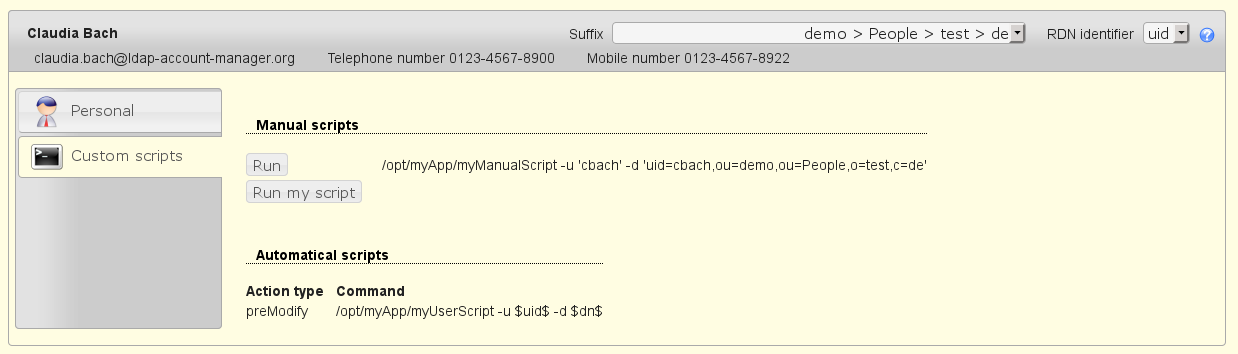 Claudia Bach Suffix demo > People > test > de RDN identifier uid
claudia.bach@ldap-account-manager.org Telephone number 0123-4567-8900 Mobile number 0123-4567-8922
Personal
Custom scripts
Manual scripts
Run /opt/myApp/myManualScript -u 'cbach' -d 'uid=cbach,ou=demo,ou=People,o=test,c=de'
Run my script
Automatical scripts
Action type Command
preModify /opt/myApp/myUserScript -u $uid$ -d $dn$